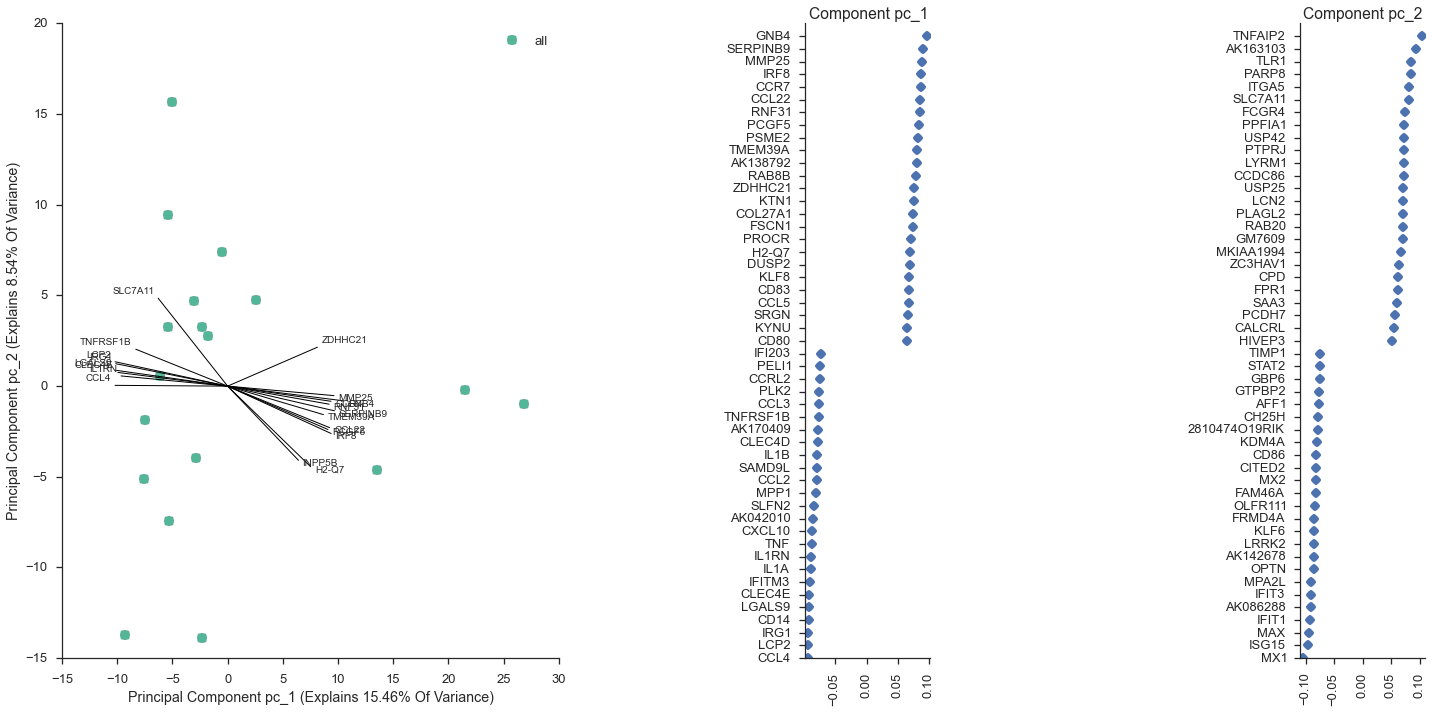 Component pc_1
Component pc_2
20
15
10
5
0
−5
−10
−15
Principal Component pc_2 (Explains 8.54% Of Variance)
all
SLC7A11
TNFRSF1B
ZDHHC21
LCP2
IL1RN
CCL4
MMP25
GNB4
SERPINB9
TMEM39A
CCL22
PCGF5
IRF8
INPP5B
H2-Q7
−15
−10
−5
0
5
10
15
20
25
30
Principal Component pc_1 (Explains 15.46% Of Variance)
GNB4
SERPINB9
MMP25
IRF8
CCR7
CCL22
RNF31
PCGF5
PSME2
TMEM39A
AK138792
RAB8B
ZDHHC21
KTN1
COL27A1
FSCN1
PROCR
H2-Q7
DUSP2
KLF8
CD83
CCL5
SRGN
KYNU
CD80
IFI203
PELI1
CCRL2
PLK2
CCL3
TNFRSF1B
AK170409
CLEC4D
IL1B
SAMD9L
CCL2
MPP1
SLFN2
AK042010
CXCL10
TNF
IL1RN
IL1A
IFITM3
CLEC4E
LGALS9
CD14
IRG1
LCP2
CCL4
−0.05
0.00
0.05
0.10
TNFAIP2
AK163103
TLR1
PARP8
ITGA5
SLC7A11
FCGR4
PPFIA1
USP42
PTPRJ
LYRM1
CCDC86
USP25
LCN2
PLAGL2
RAB20
GM7609
MKIAA1994
ZC3HAV1
CPD
FPR1
SAA3
PCDH7
CALCRL
HIVEP3
TIMP1
STAT2
GBP6
GTPBP2
AFF1
CH25H
2810474O19RIK
KDM4A
CD86
CITED2
MX2
FAM46A
OLFR111
FRMD4A
KLF6
LRRK2
AK142678
OPTN
MPA2L
IFIT3
AK086288
IFIT1
MAX
ISG15
MX1
−0.10
−0.05
0.00
0.05
0.10